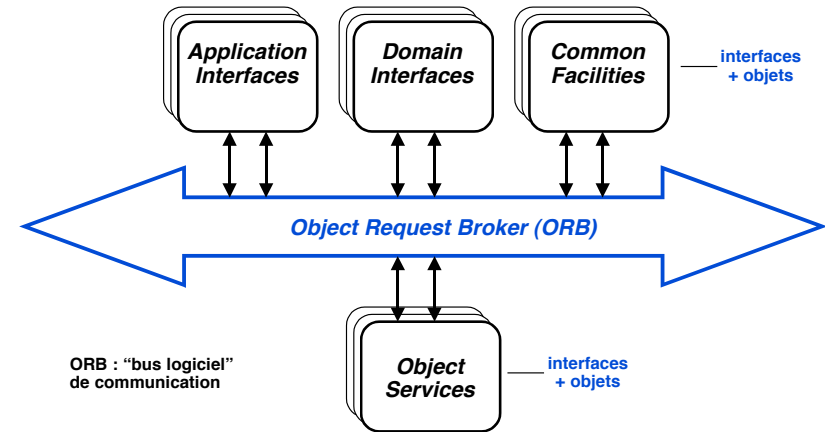 Application
Interfaces
Domain
Interfaces
Common
Facilities
interfaces
+ objets
Object Request Broker (ORB)
ORB : “bus logiciel”
de communication
Object
Services
interfaces
+ objets